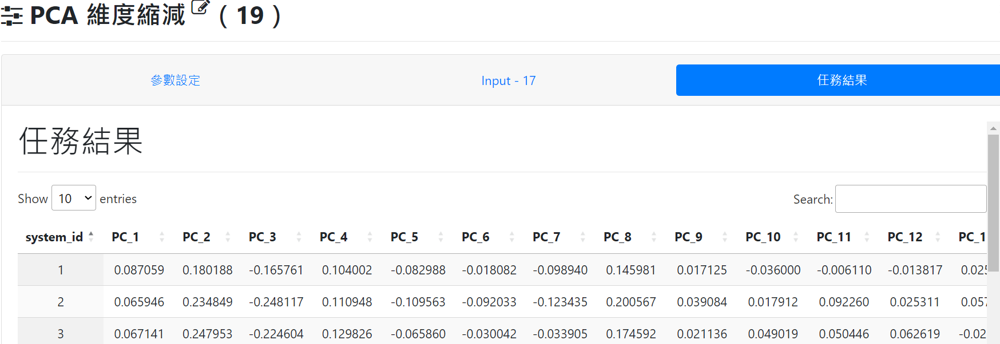 PCA 維度縮減 ( 19 )
參數設定 Input - 17 任務結果
任務結果
Show 10 entries Search:
system_id PC_1 PC_2 PC_3 PC_4 PC_5 PC_6 PC_7 PC_8 PC_9 PC_10 PC_11 PC_12 PC_1
1 0.087059 0.180188 -0.165761 0.104002 -0.082988 -0.018082 -0.098940 0.145981 0.017125 -0.036000 -0.006110 -0.013817 0.025
2 0.065946 0.234849 -0.248117 0.110948 -0.109563 -0.092033 -0.123435 0.200567 0.039084 0.017912 0.092260 0.025311 0.057
3 0.067141 0.247953 -0.224604 0.129826 -0.065860 -0.030042 -0.033905 0.174592 0.021136 0.049019 0.050446 0.062619 -0.02